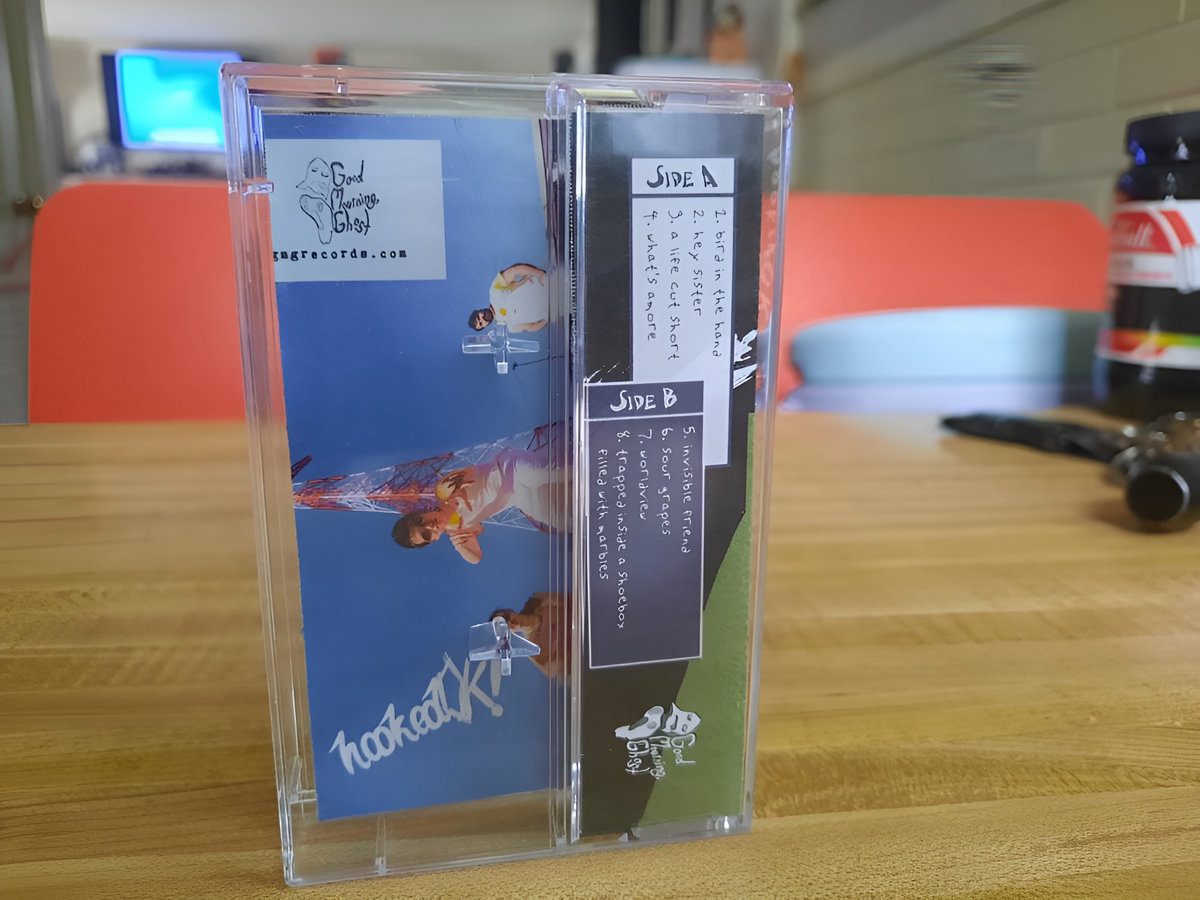 Good
Morning,
Ghost
gmgrecords.com
hookedJK!
SIDE A
1. bird in the hand
2. hey sister
3. a life cut short
4. what's amore
SIDE B
5. invisible friend
6. sour grapes
7. worldview
8. trapped inside a shoebox
filled with marbles
Good
Morning,
Ghost